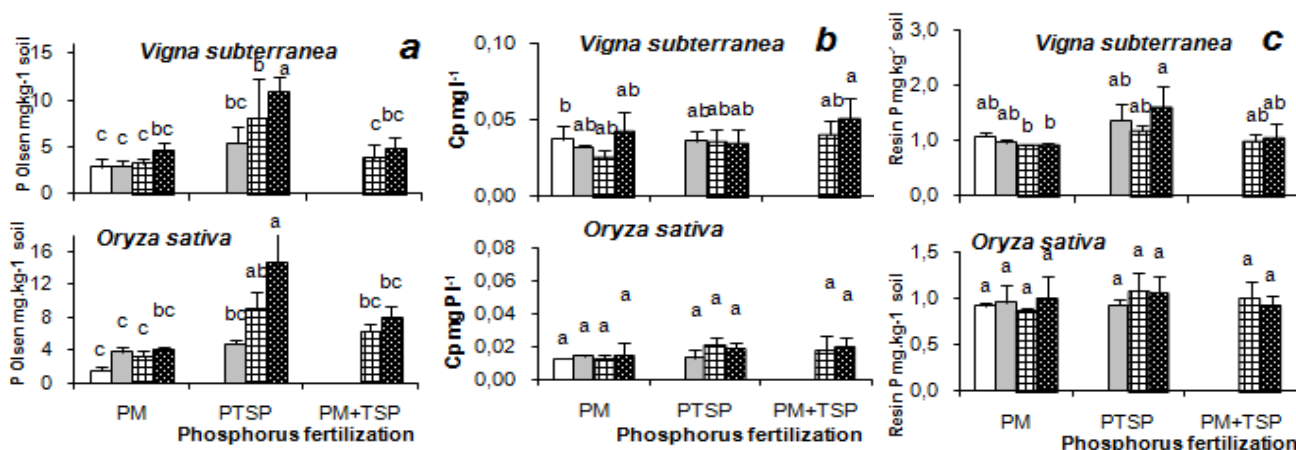 P Olsen mgkg-1 soil
15
10
5
0
Vigna subterranea
a
c c c bc
bc b a
c bc
Cp mg l-1
0,10
0,05
0,00
Vigna subterranea
b
b ab ab ab
ab ab ab
ab a
Resin P mg kg-1
3,0
2,0
1,0
0,0
Vigna subterranea
c
ab ab b b
ab ab a
ab ab
P Olsen mg.kg-1 soil
16
12
8
4
0
Oryza sativa
c c c bc
bc ab a
bc bc
PM PTSP PM+TSP
Phosphorus fertilization
Cp mg P l-1
0,08
0,06
0,04
0,02
0,00
Oryza sativa
a a a a
a a a
a a
PM PTSP PM+TSP
Phosphorus fertilization
Resin P mg.kg-1 soil
1,5
1,0
0,5
0,0
Oryza sativa
a a a a
a a a
a a
PM PTSP PM+TSP
Phosphorus fertilization